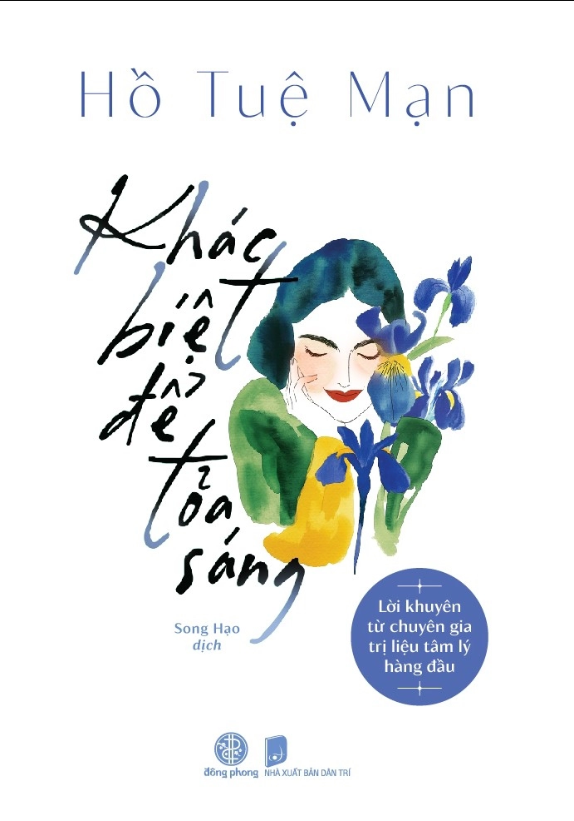 Hồ Tuệ Mạn
Khác
biệt
để
tỏa
sáng
Song Hạo
dịch
Lời khuyên
từ chuyên gia
trị liệu tâm lý
hàng đầu
đông phong
NHÀ XUẤT BẢN DÂN TRÍ